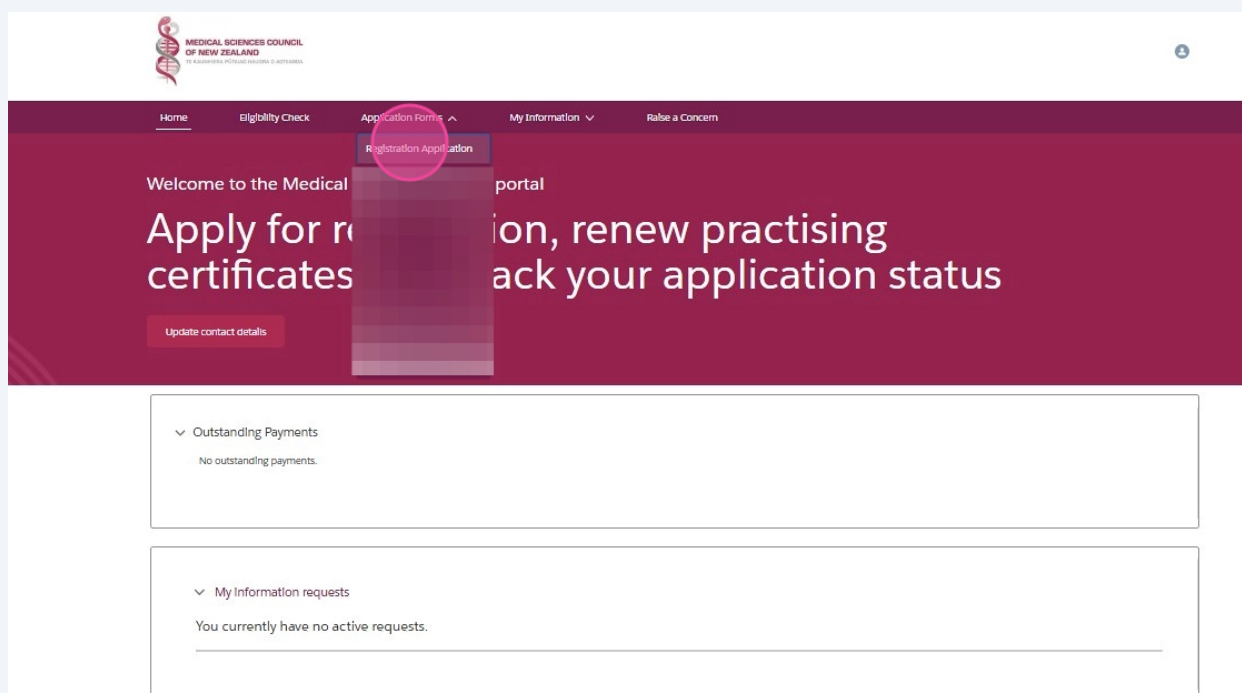 MEDICAL SCIENCES COUNCIL
OF NEW ZEALAND
Home Eligibility Check Application Forms My Information Raise a Concern
Registration Application
Welcome to the Medical portal
Apply for re ion, renew practising
certificates ack your application status
Update contact details
Outstanding Payments
No outstanding payments.
My information requests
You currently have no active requests.